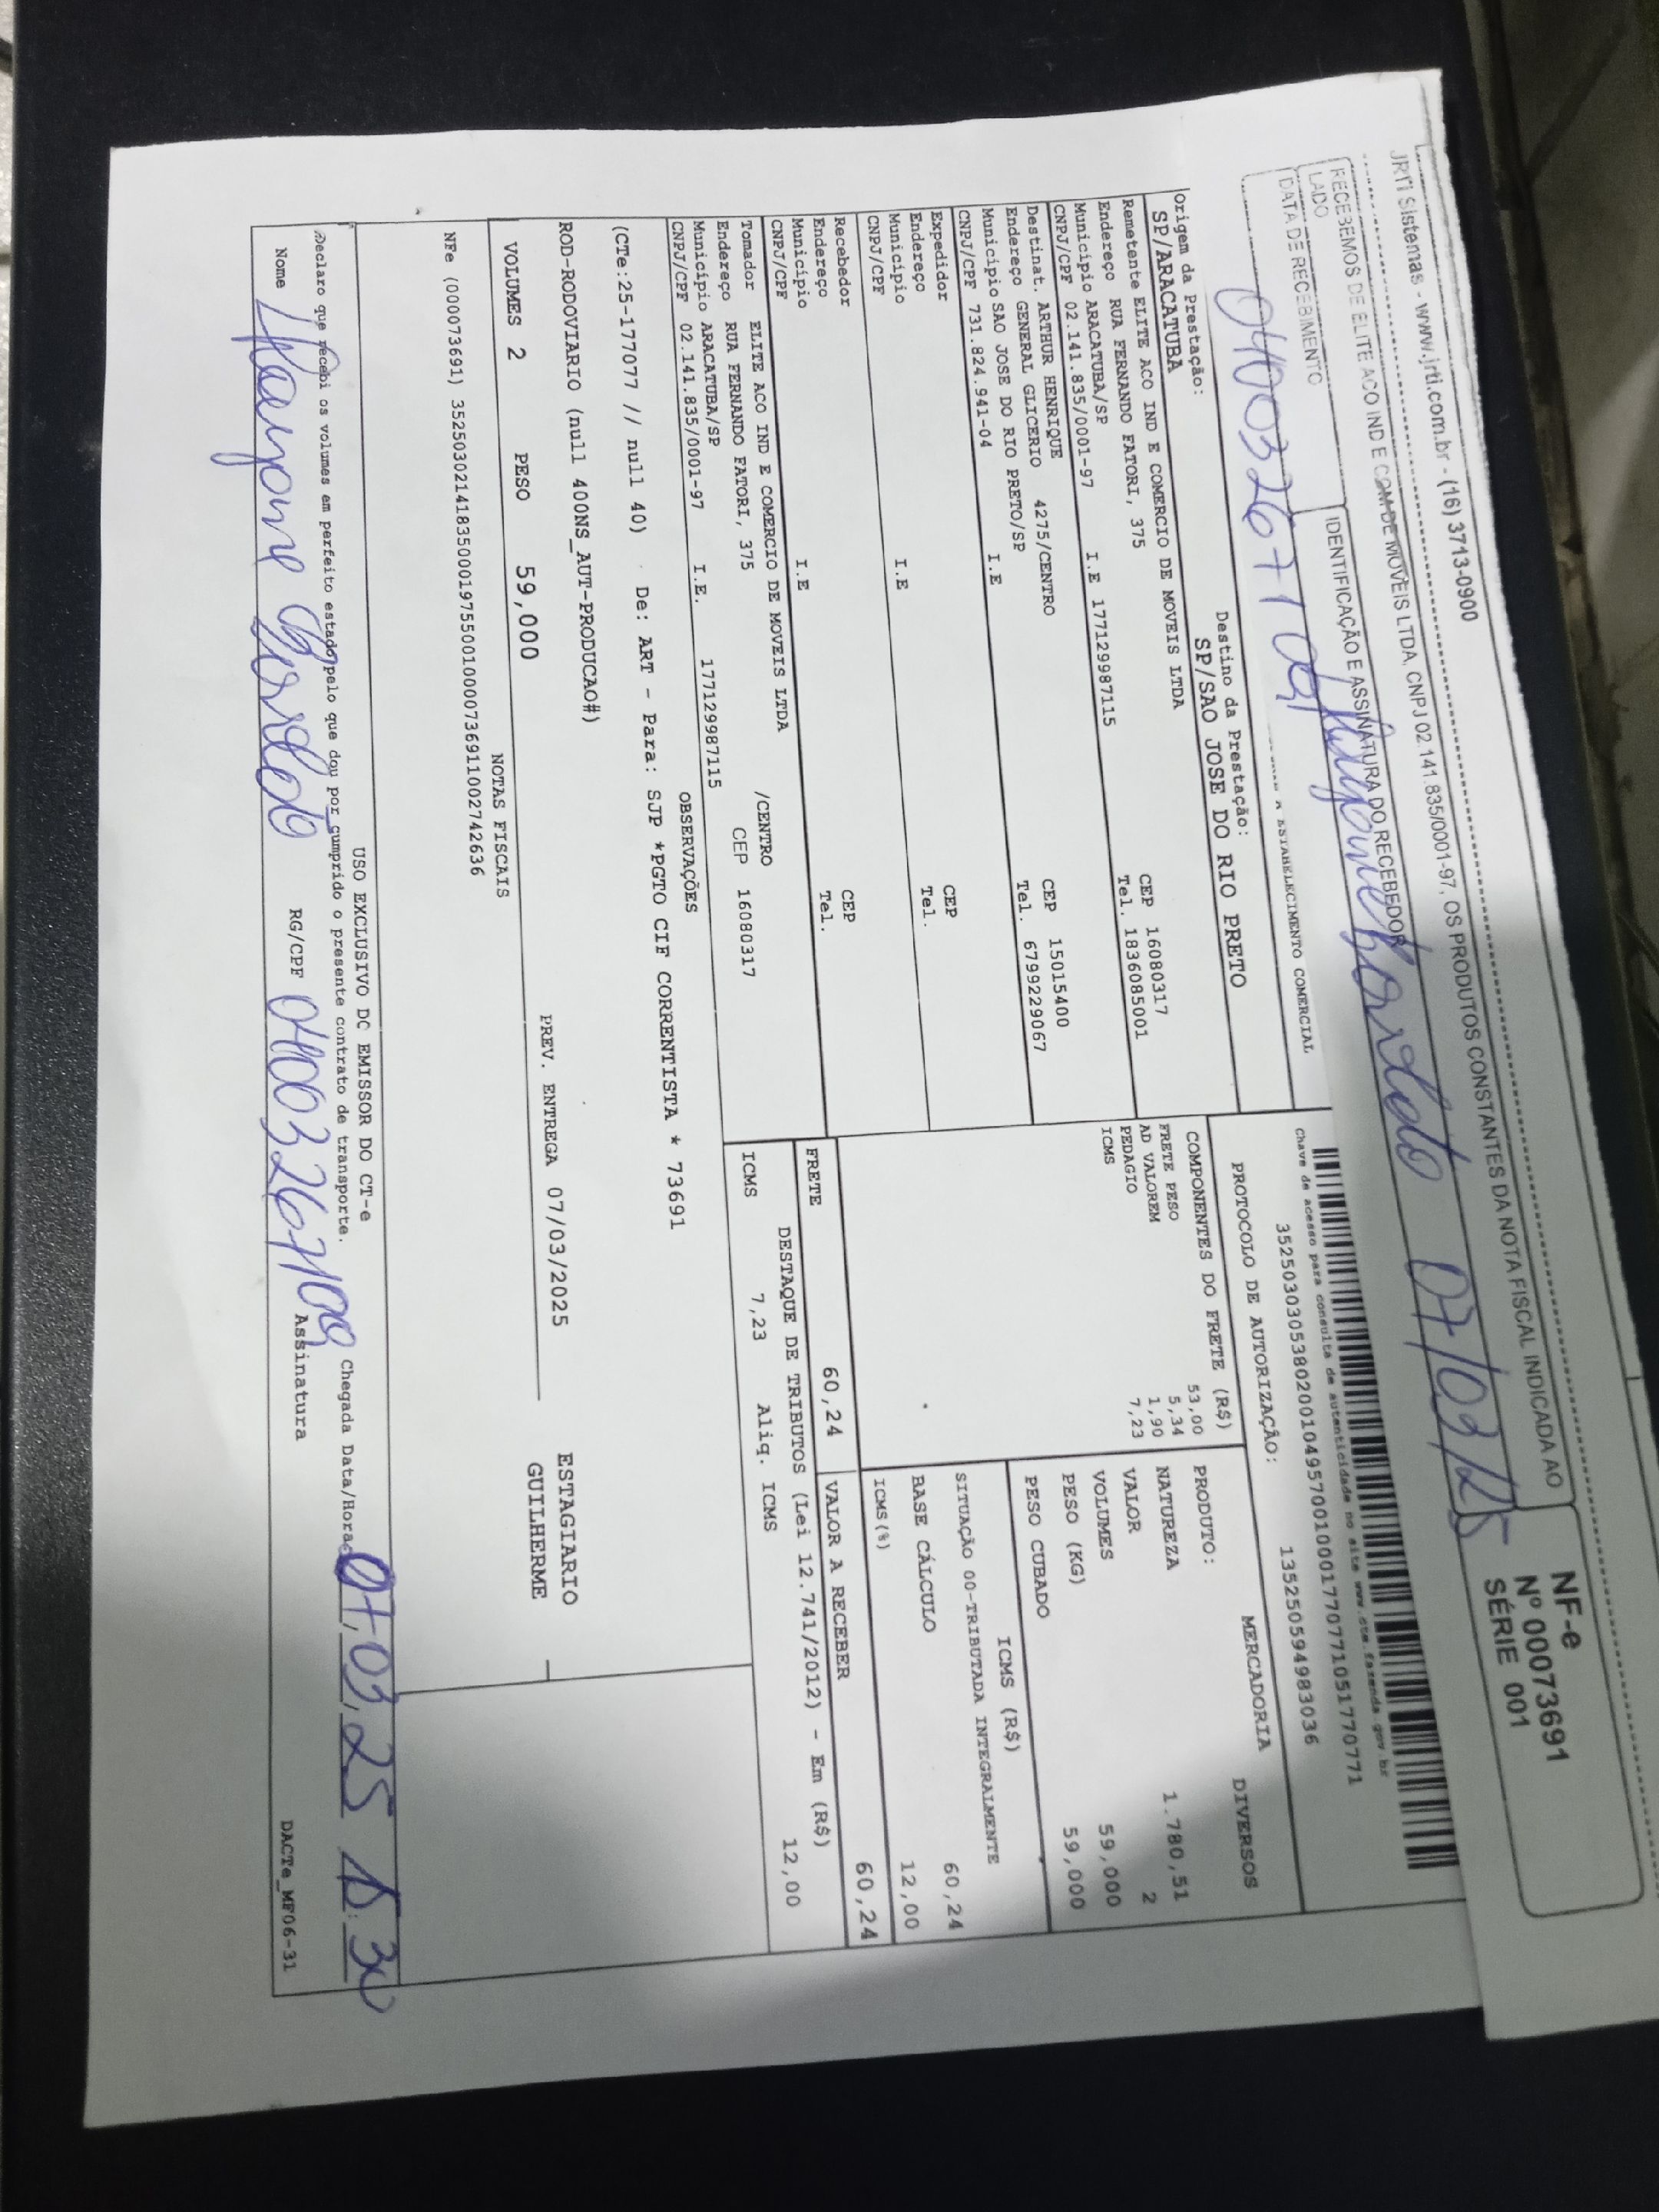 JRTI Sistemas - www.jrti.com.br - (16) 3713-0900
RECEBEMOS DE ELITE ACO IND E COM DE MOVEIS LTDA, CNPJ 02.141.835/0001-97, OS PRODUTOS CONSTANTES DA NOTA FISCAL INDICADA AO
LADO
DATA DE RECEBIMENTO
IDENTIFICAÇÃO E ASSINATURA DO RECEBEDOR
07/03/25
NF-e
Nº 000073691
SÉRIE 001
A ESTABELECIMENTO COMERCIAL
Chave de acesso para consulta de autenticidade no site www.cte.fazenda.gov.br
35250303053802001049570010001770771051770771
PROTOCOLO DE AUTORIZAÇÃO: 135250594983036
Origem da Prestação:
SP/ARACATUBA
Destino da Prestação:
SP/SAO JOSE DO RIO PRETO
Remetente ELITE ACO IND E COMERCIO DE MOVEIS LTDA
Endereço RUA FERNANDO FATORI, 375 CEP 16080317
Município ARACATUBA/SP Tel. 1836085001
CNPJ/CPF 02.141.835/0001-97 I.E 177129987115
Destinat. ARTHUR HENRIQUE
Endereço GENERAL GLICERIO 4275/CENTRO CEP 15015400
Município SAO JOSE DO RIO PRETO/SP Tel. 67992229067
CNPJ/CPF 731.824.941-04 I.E
Expedidor
Endereço CEP
Município Tel.
CNPJ/CPF I.E
Recebedor
Endereço CEP
Município Tel.
CNPJ/CPF I.E
Tomador ELITE ACO IND E COMERCIO DE MOVEIS LTDA
Endereço RUA FERNANDO FATORI, 375 /CENTRO
Município ARACATUBA/SP CEP 16080317
CNPJ/CPF 02.141.835/0001-97 I.E. 177129987115
COMPONENTES DO FRETE (R$)
FRETE PESO 53,00
AD VALOREM 5,34
PEDAGIO 1,90
ICMS 7,23
MERCADORIA
PRODUTO:
NATUREZA DIVERSOS
VALOR 1.780,51
VOLUMES 2
PESO (KG) 59,000
PESO CUBADO 59,000
ICMS (R$)
SITUAÇÃO 00-TRIBUTADA INTEGRALMENTE
BASE CÁLCULO 60,24
ICMS(%) 12,00
FRETE 60,24
VALOR A RECEBER 60,24
DESTAQUE DE TRIBUTOS (Lei 12.741/2012) - Em (R$)
ICMS 7,23 Aliq. ICMS 12,00
OBSERVAÇÕES
(CTe:25-177077 // null 40) De: ART - Para: SJP *PGTO CIF CORRENTISTA * 73691
ROD-RODOVIARIO (null 400NS_AUT-PRODUCAO#)
VOLUMES 2 PESO 59,000 PREV. ENTREGA 07/03/2025
ESTAGIARIO
GUILHERME
NOTAS FISCAIS
NFe (000073691) 35250302141835000197550010000736911002742636
USO EXCLUSIVO DO EMISSOR DO CT-e
Declaro que recebi os volumes em perfeito estado pelo que dou por cumprido o presente contrato de transporte.
Chegada Data/Hora: 07,03,25
Nome
RG/CPF
Assinatura
DACTe_MF06-31